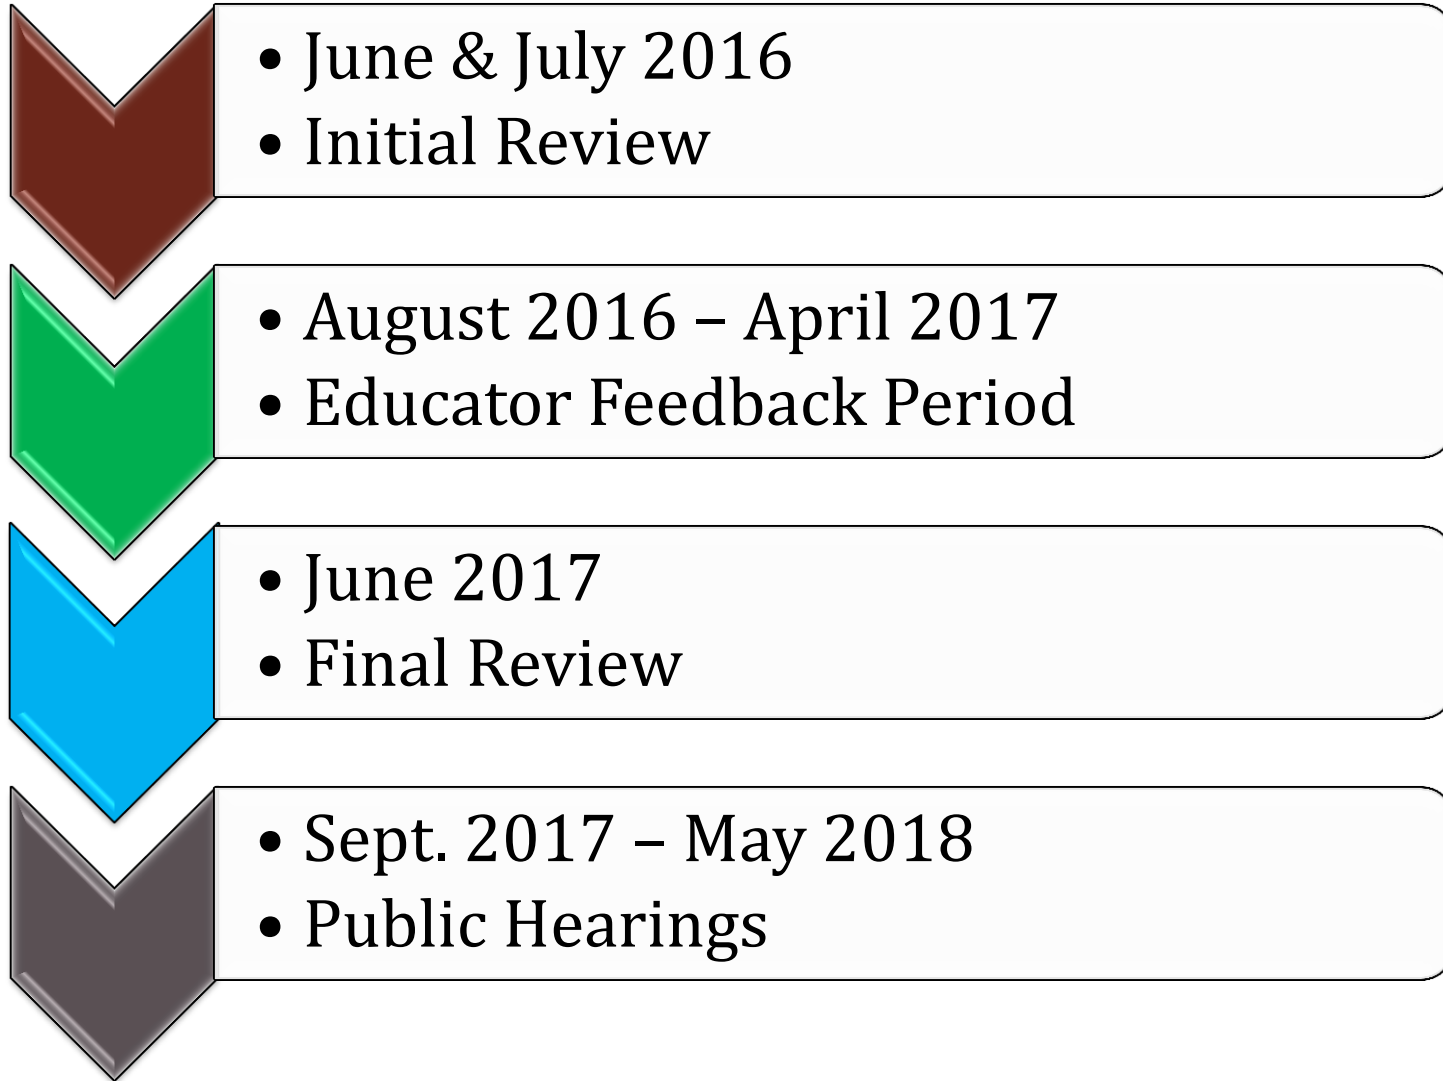 • June & July 2016
• Initial Review
• August 2016 – April 2017
• Educator Feedback Period
• June 2017
• Final Review
• Sept. 2017 – May 2018
• Public Hearings